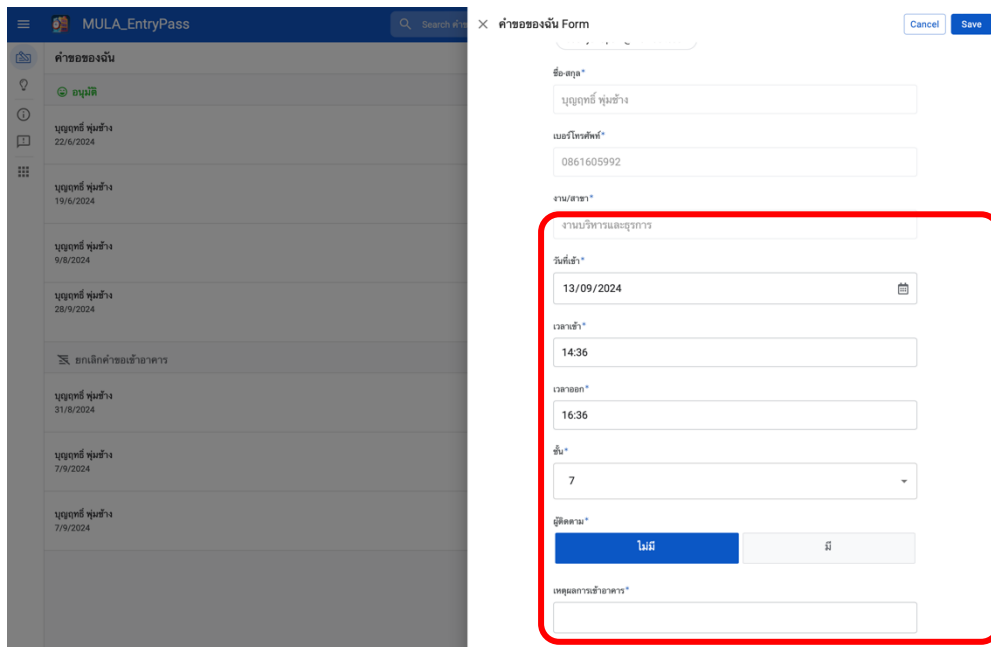 MULA_EntryPass
Search คำข
คำขอของฉัน Form
Cancel
Save
คำขอของฉัน
อนุมัติ
บุญฤทธิ์ พุ่มช้าง
22/6/2024
บุญฤทธิ์ พุ่มช้าง
19/6/2024
บุญฤทธิ์ พุ่มช้าง
9/8/2024
บุญฤทธิ์ พุ่มช้าง
28/9/2024
ยกเลิกคำขอเข้าอาคาร
บุญฤทธิ์ พุ่มช้าง
31/8/2024
บุญฤทธิ์ พุ่มช้าง
7/9/2024
บุญฤทธิ์ พุ่มช้าง
7/9/2024
ชื่อ-สกุล*
บุญฤทธิ์ พุ่มช้าง
เบอร์โทรศัพท์*
0861605992
งาน/สาขา*
งานบริหารและธุรการ
วันที่เข้า*
13/09/2024
เวลาเข้า*
14:36
เวลาออก*
16:36
ชั้น*
7
ผู้ติดตาม*
ไม่มี
มี
เหตุผลการเข้าอาคาร*